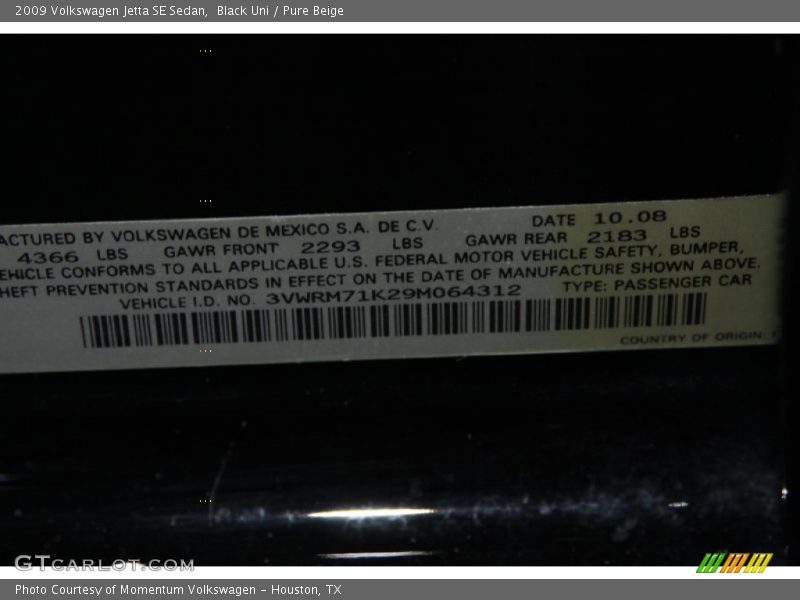 2009 Volkswagen Jetta SE Sedan,  Black Uni / Pure Beige
ACTURED BY VOLKSWAGEN DE MEXICO S.A. DE C.V. DATE 10.08
4366 LBS GAWR FRONT 2293 LBS GAWR REAR 2183 LBS
EHICLE CONFORMS TO ALL APPLICABLE U.S. FEDERAL MOTOR VEHICLE SAFETY, BUMPER,
HEFT PREVENTION STANDARDS IN EFFECT ON THE DATE OF MANUFACTURE SHOWN ABOVE.
VEHICLE I.D. NO. 3VWRM71K29M064312 TYPE: PASSENGER CAR
COUNTRY OF ORIGIN:
GTCARLOT.COM
Photo Courtesy of Momentum Volkswagen - Houston, TX